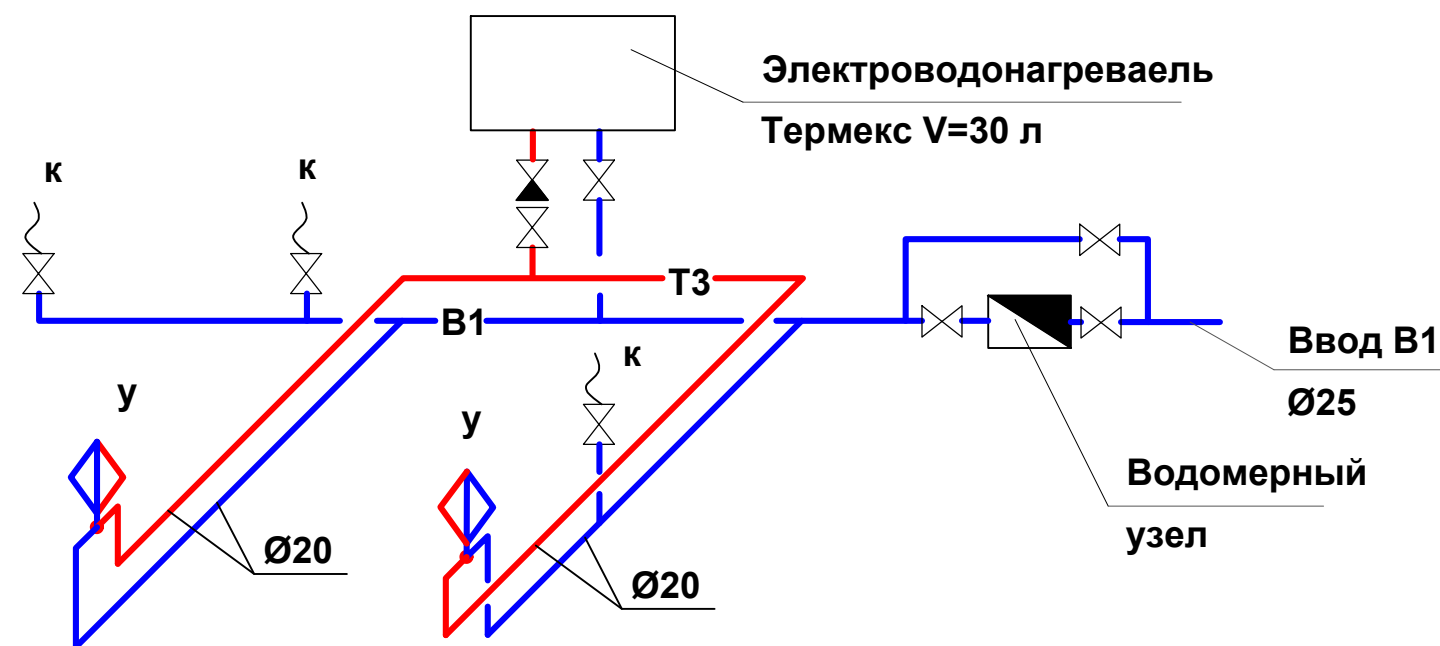 Электроводонагреваель
Термекс V=30 л
к
к
Т3
В1
к
Ввод В1
Ø25
у
у
Водомерный
узел
Ø20
Ø20